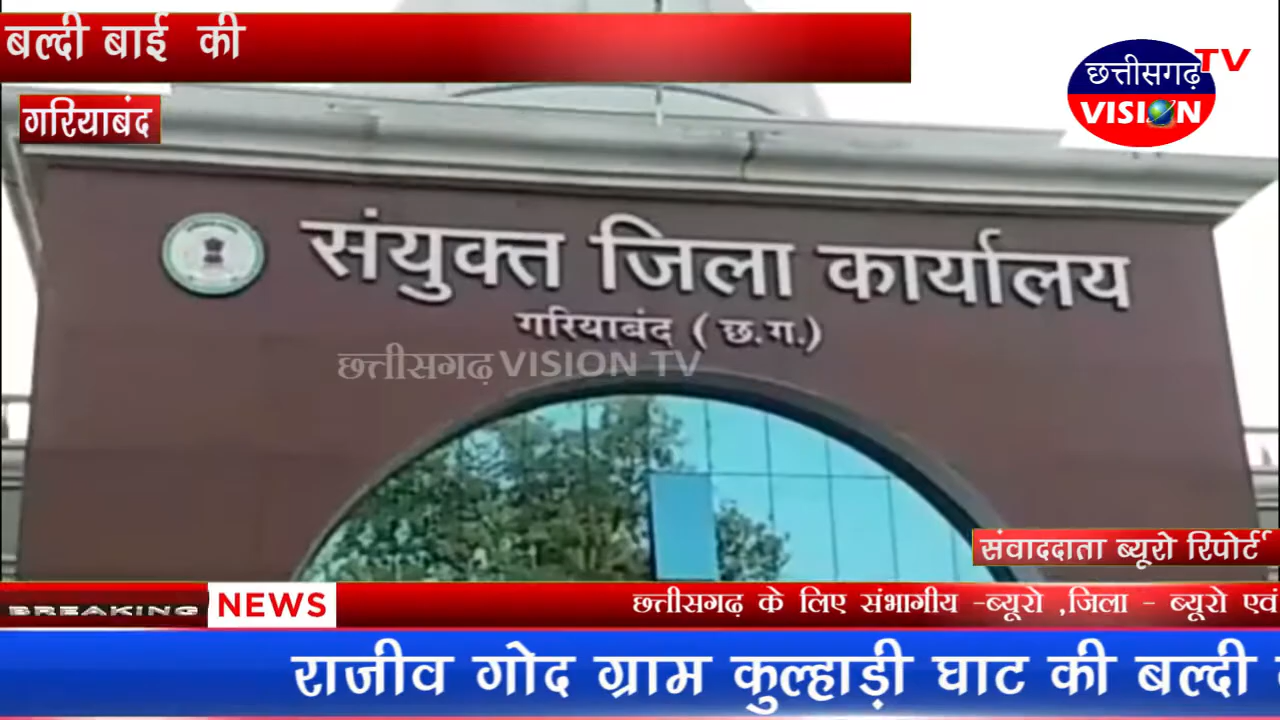 बल्दी बाई की
गरियाबंद
छत्तीसगढ़ TV
VISION
संयुक्त जिला कार्यालय
गरियाबंद (छ.ग.)
छत्तीसगढ़ VISION TV
संवाददाता ब्यूरो रिपोर्ट
BREAKING NEWS
छत्तीसगढ़ के लिए संभागीय -ब्यूरो ,जिला - ब्यूरो एवं
राजीव गोद ग्राम कुल्हाड़ी घाट की बल्दी